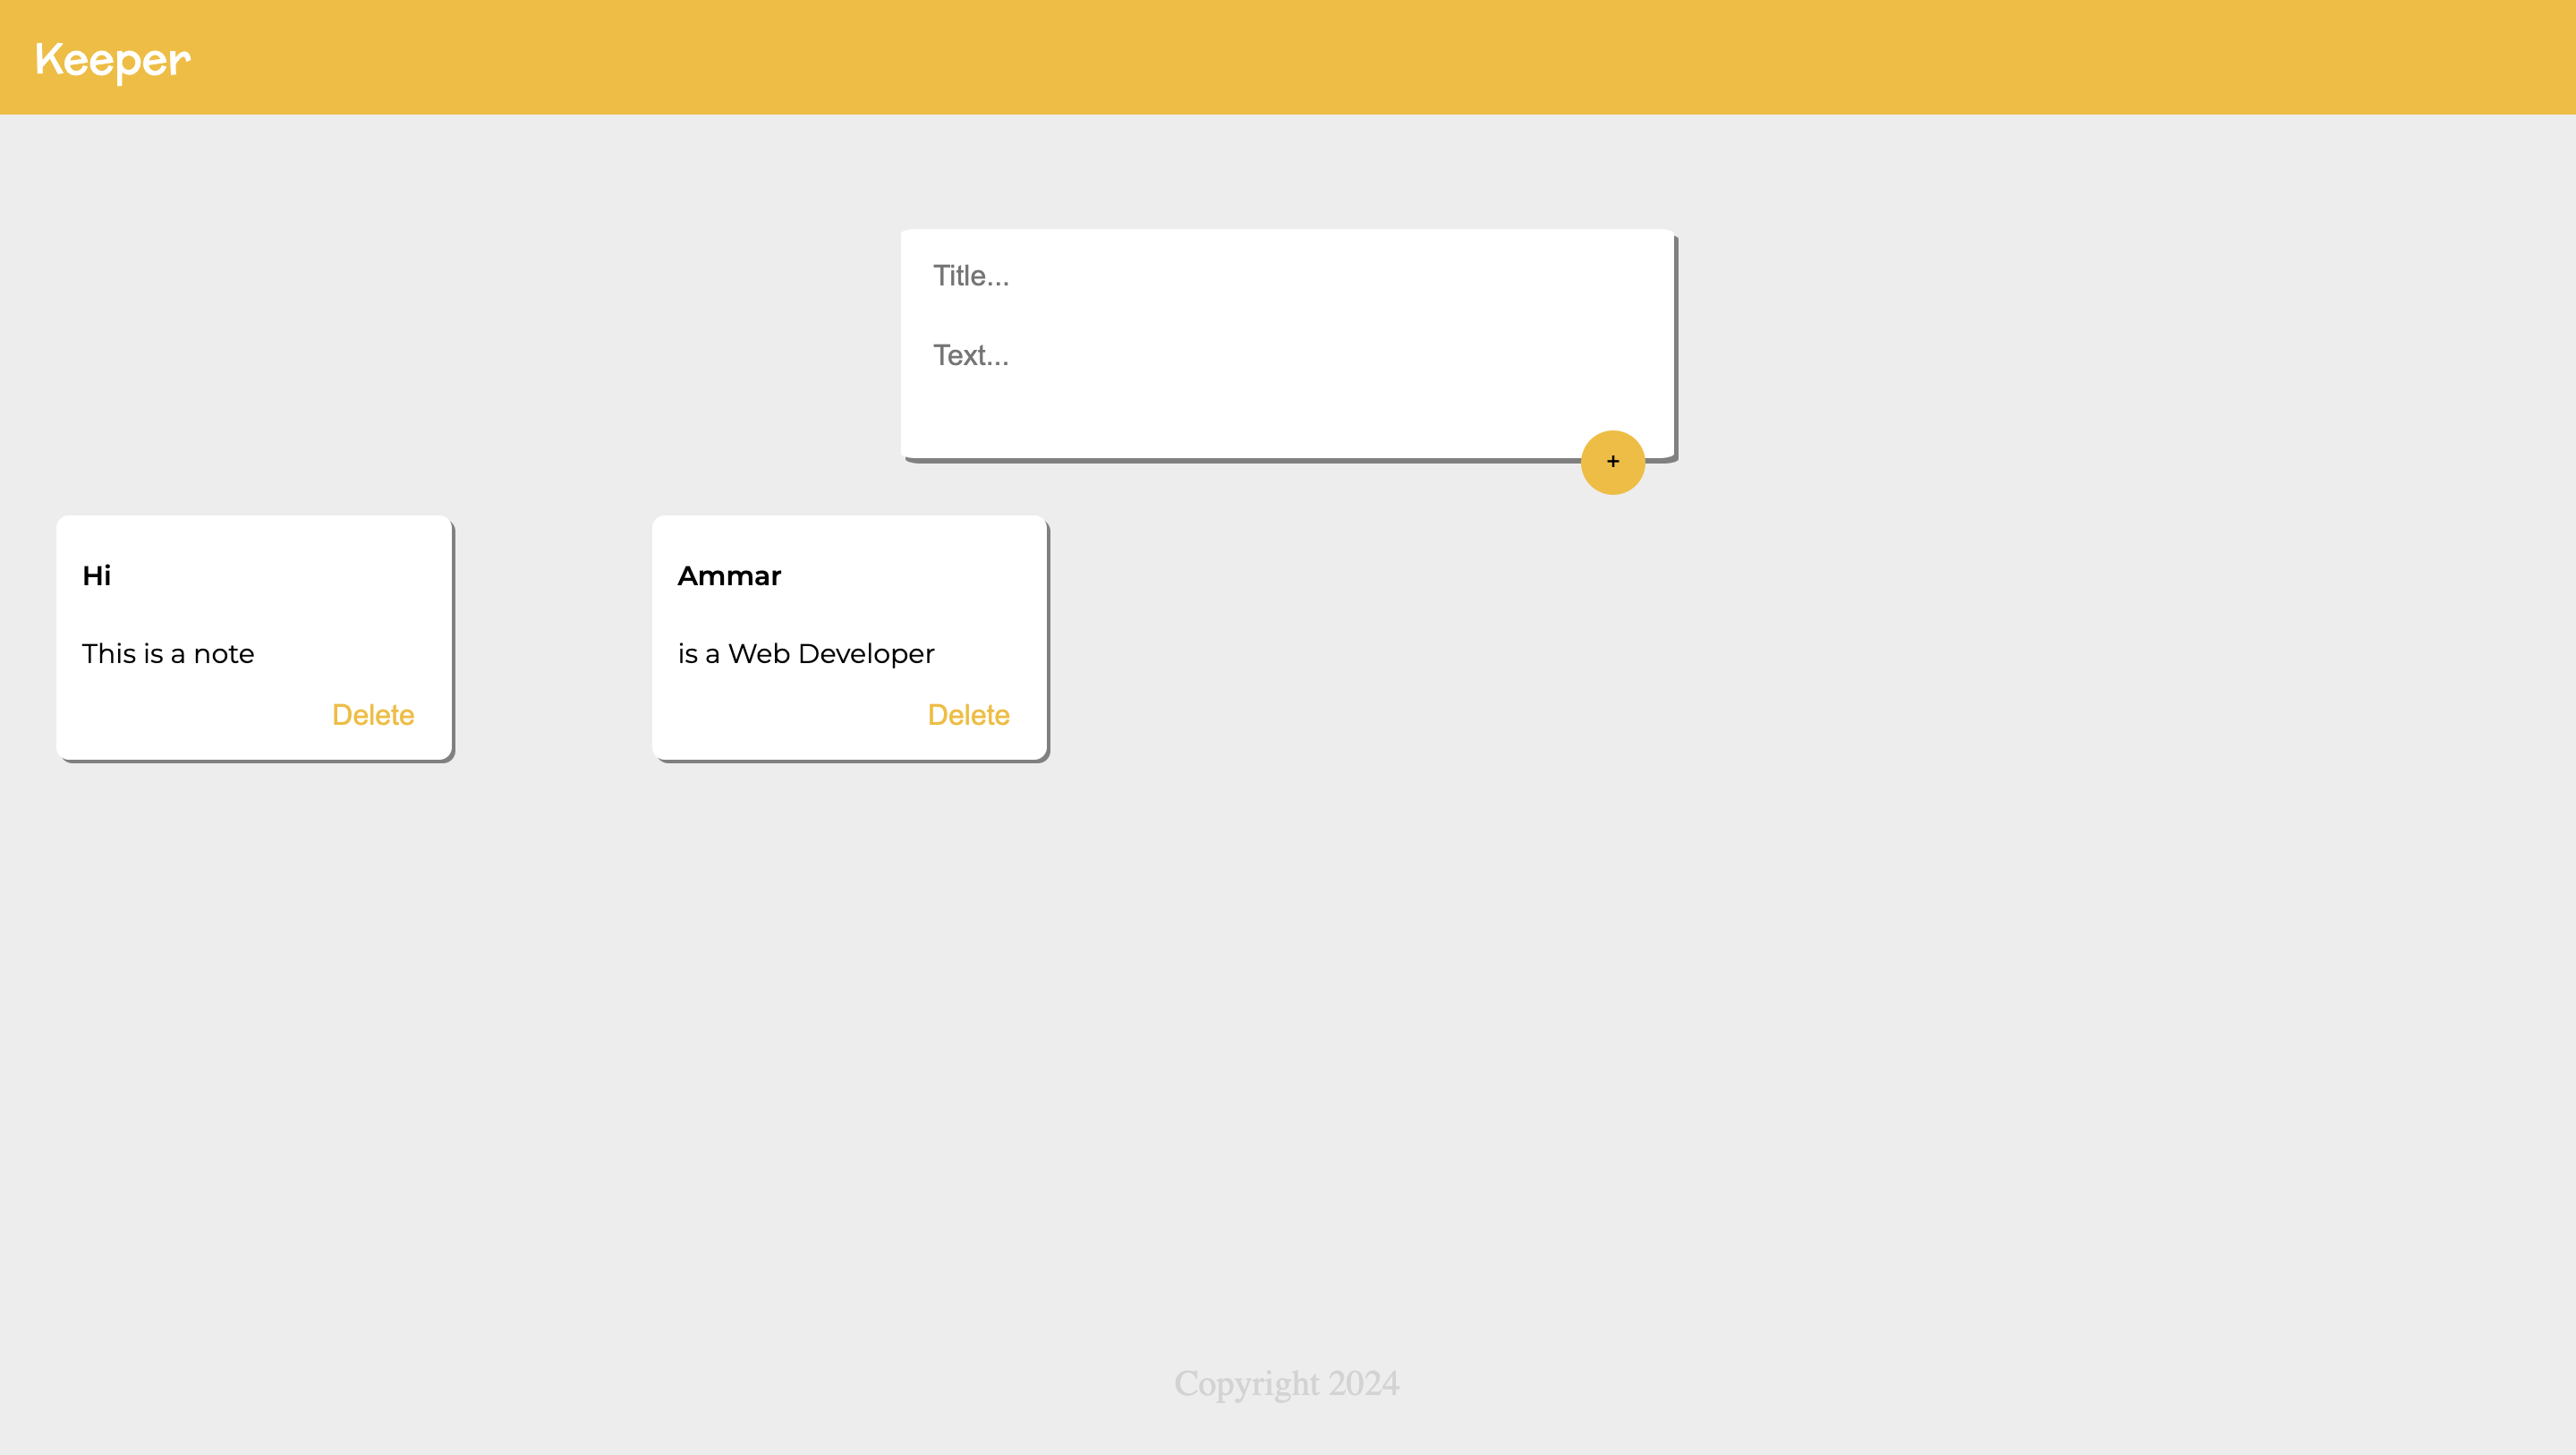 Keeper
Title...
Text...
+
Hi
This is a note
Delete
Ammar
is a Web Developer
Delete
Copyright 2024